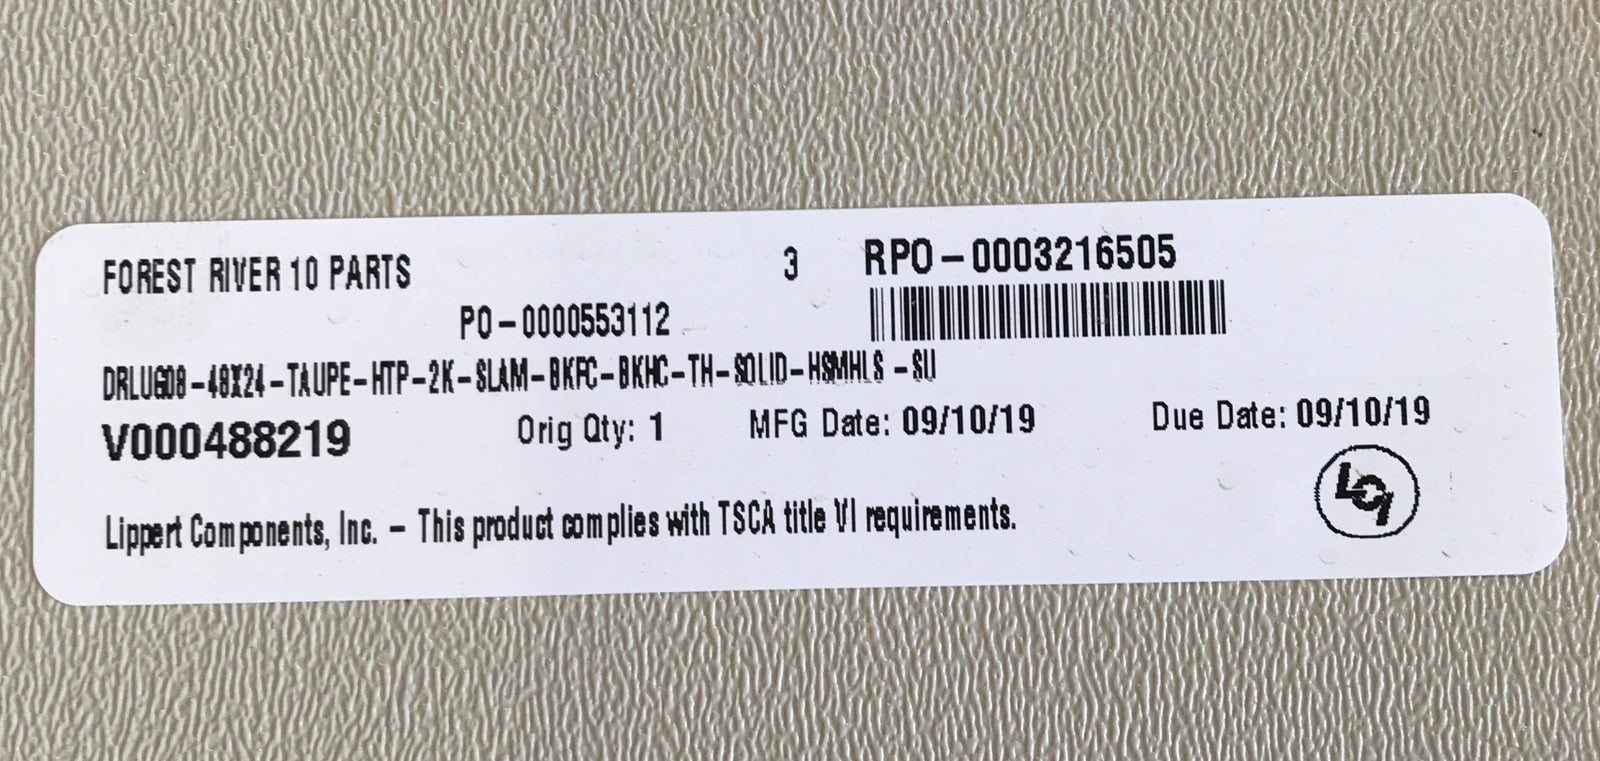 FOREST RIVER 10 PARTS 3 RPO-0003216505
PO-0000553112
DRLUG08-48X24-TAUPE-HTP-2K-SLAM-BKFC-BKHC-TH-SOLID-HSMHLS -SU
V000488219 Orig Qty: 1 MFG Date: 09/10/19 Due Date: 09/10/19
LCI
Lippert Components, Inc. - This product complies with TSCA title VI requirements.